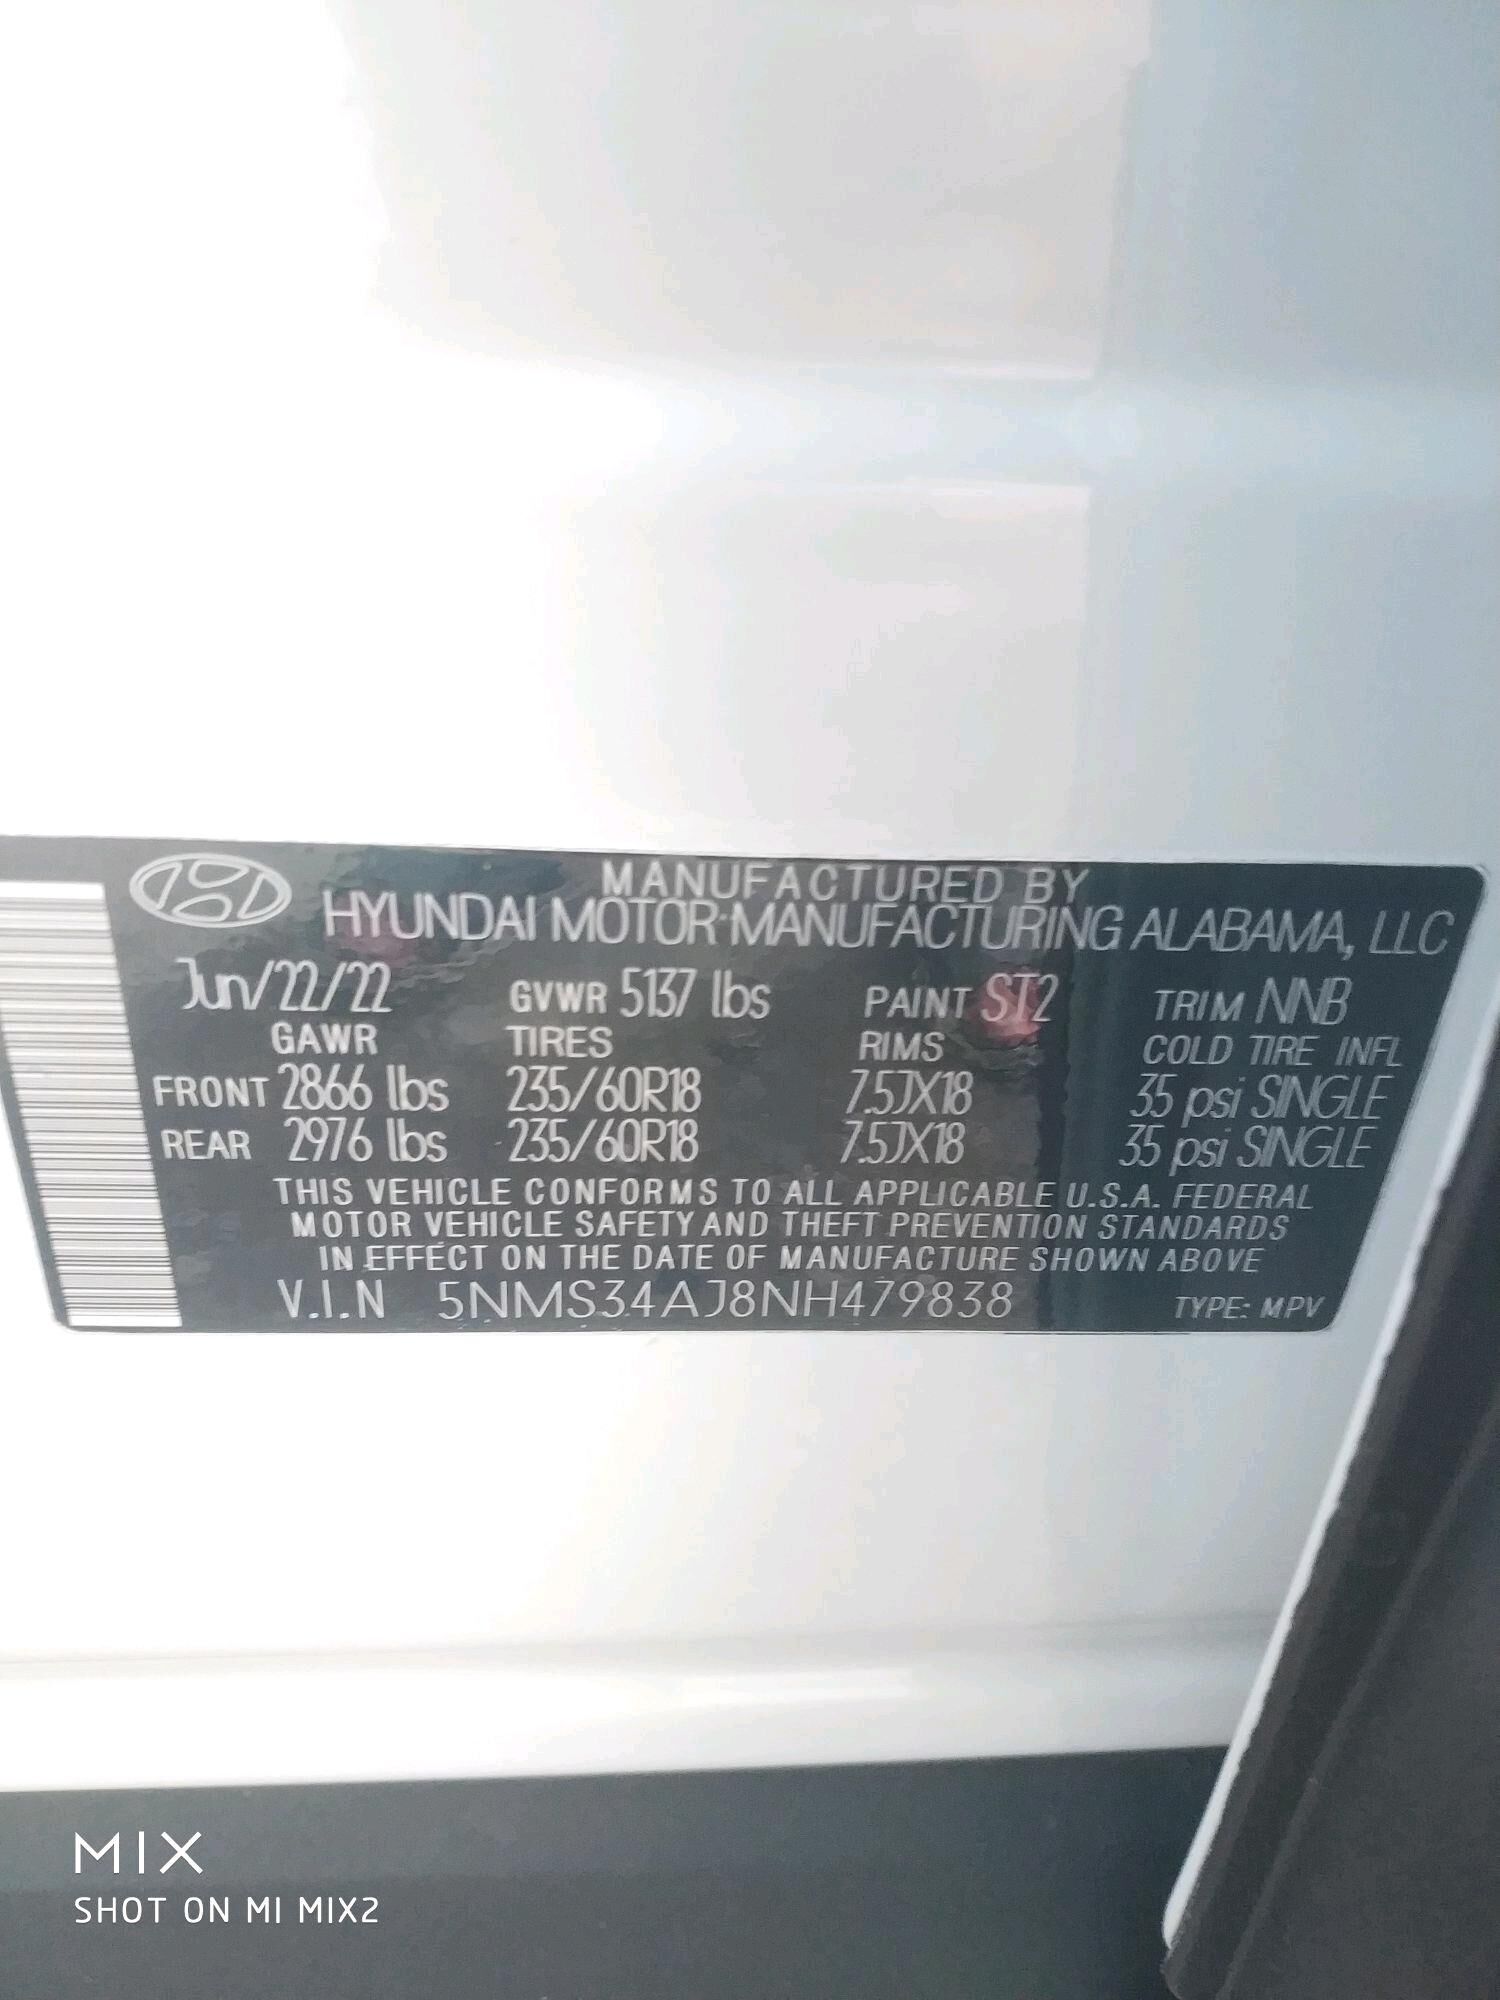 MANUFACTURED BY
HYUNDAI MOTOR MANUFACTURING ALABAMA, LLC
Jun/22/22 GVWR 5137 lbs PAINT ST2 TRIM NNB
GAWR TIRES RIMS COLD TIRE INFL
FRONT 2866 lbs 235/60R18 7.5JX18 35 psi SINGLE
REAR 2976 lbs 235/60R18 7.5JX18 35 psi SINGLE
THIS VEHICLE CONFORMS TO ALL APPLICABLE U.S.A. FEDERAL
MOTOR VEHICLE SAFETY AND THEFT PREVENTION STANDARDS
IN EFFECT ON THE DATE OF MANUFACTURE SHOWN ABOVE
V.I.N 5NMS34AJ8NH479838 TYPE: MPV
MIX
SHOT ON MI MIX2